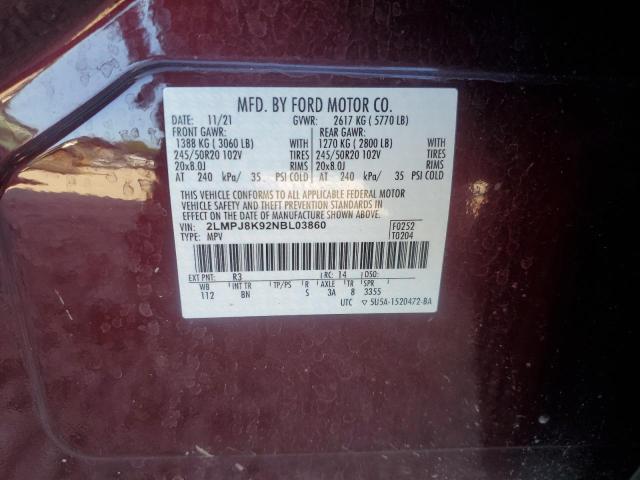 MFD. BY FORD MOTOR CO.
DATE: 11/21 GVWR: 2617 KG ( 5770 LB)
FRONT GAWR: REAR GAWR:
1388 KG ( 3060 LB) WITH 1270 KG ( 2800 LB) WITH
245/50R20 102V TIRES 245/50R20 102V TIRES
20x8.0J RIMS 20x8.0J RIMS
AT 240 kPa/ 35 PSI COLD AT 240 kPa/ 35 PSI COLD
THIS VEHICLE CONFORMS TO ALL APPLICABLE FEDERAL MOTOR
VEHICLE SAFETY AND THEFT PREVENTION STANDARDS IN
EFFECT ON THE DATE OF MANUFACTURE SHOWN ABOVE.
VIN: 2LMPJ8K92NBL03860 F0252
TYPE: MPV T0204
EXT PNT: R3 RC: 14 DSO:
WB INT TR TP/PS R AXLE TR SPR
112 BN S 3A 8 3355
UTC ▽ 5U5A-1520472-BA